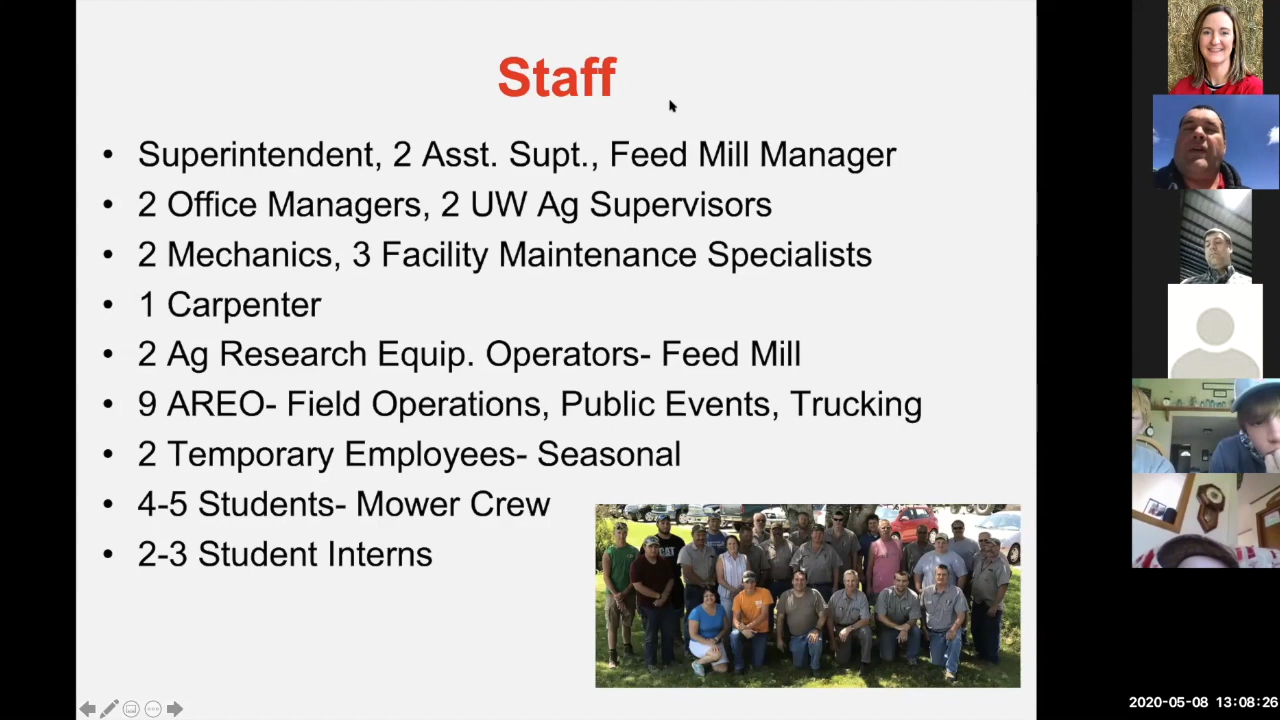 Staff
• Superintendent, 2 Asst. Supt., Feed Mill Manager
• 2 Office Managers, 2 UW Ag Supervisors
• 2 Mechanics, 3 Facility Maintenance Specialists
• 1 Carpenter
• 2 Ag Research Equip. Operators- Feed Mill
• 9 AREO- Field Operations, Public Events, Trucking
• 2 Temporary Employees- Seasonal
• 4-5 Students- Mower Crew
• 2-3 Student Interns
CAT
2020-05-08 13:08:26